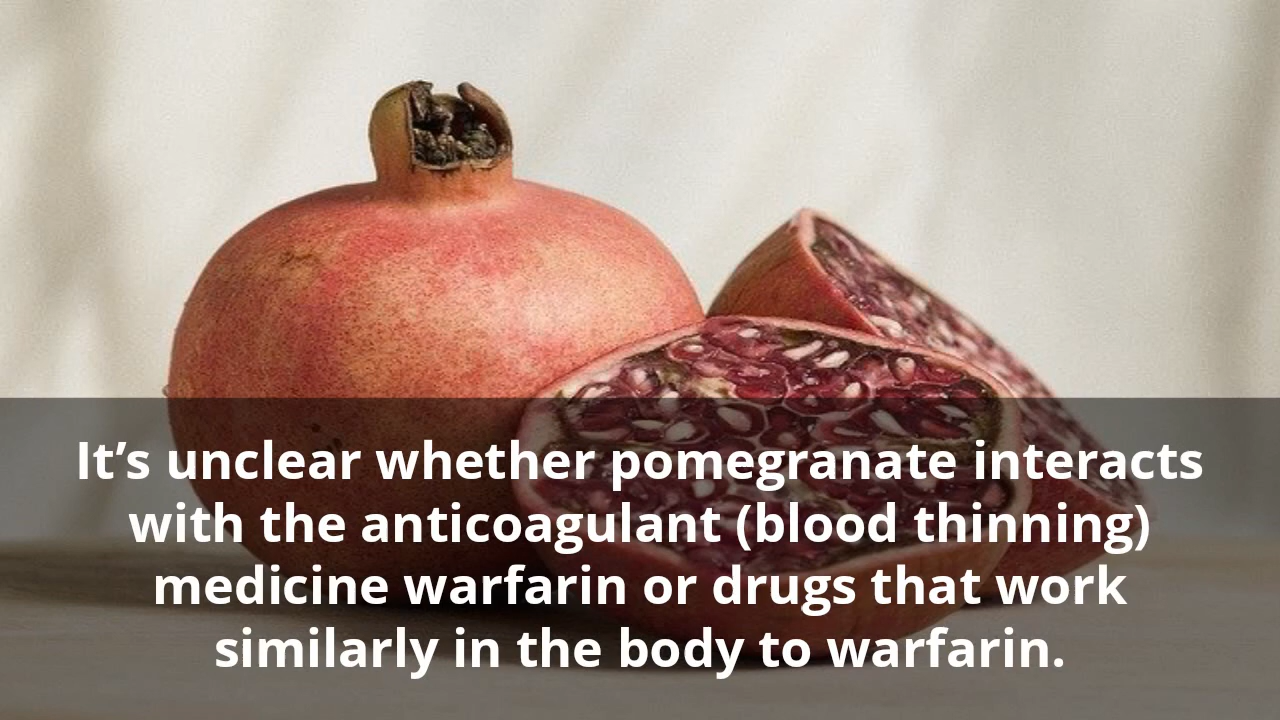 It’s unclear whether pomegranate interacts
with the anticoagulant (blood thinning)
medicine warfarin or drugs that work
similarly in the body to warfarin.